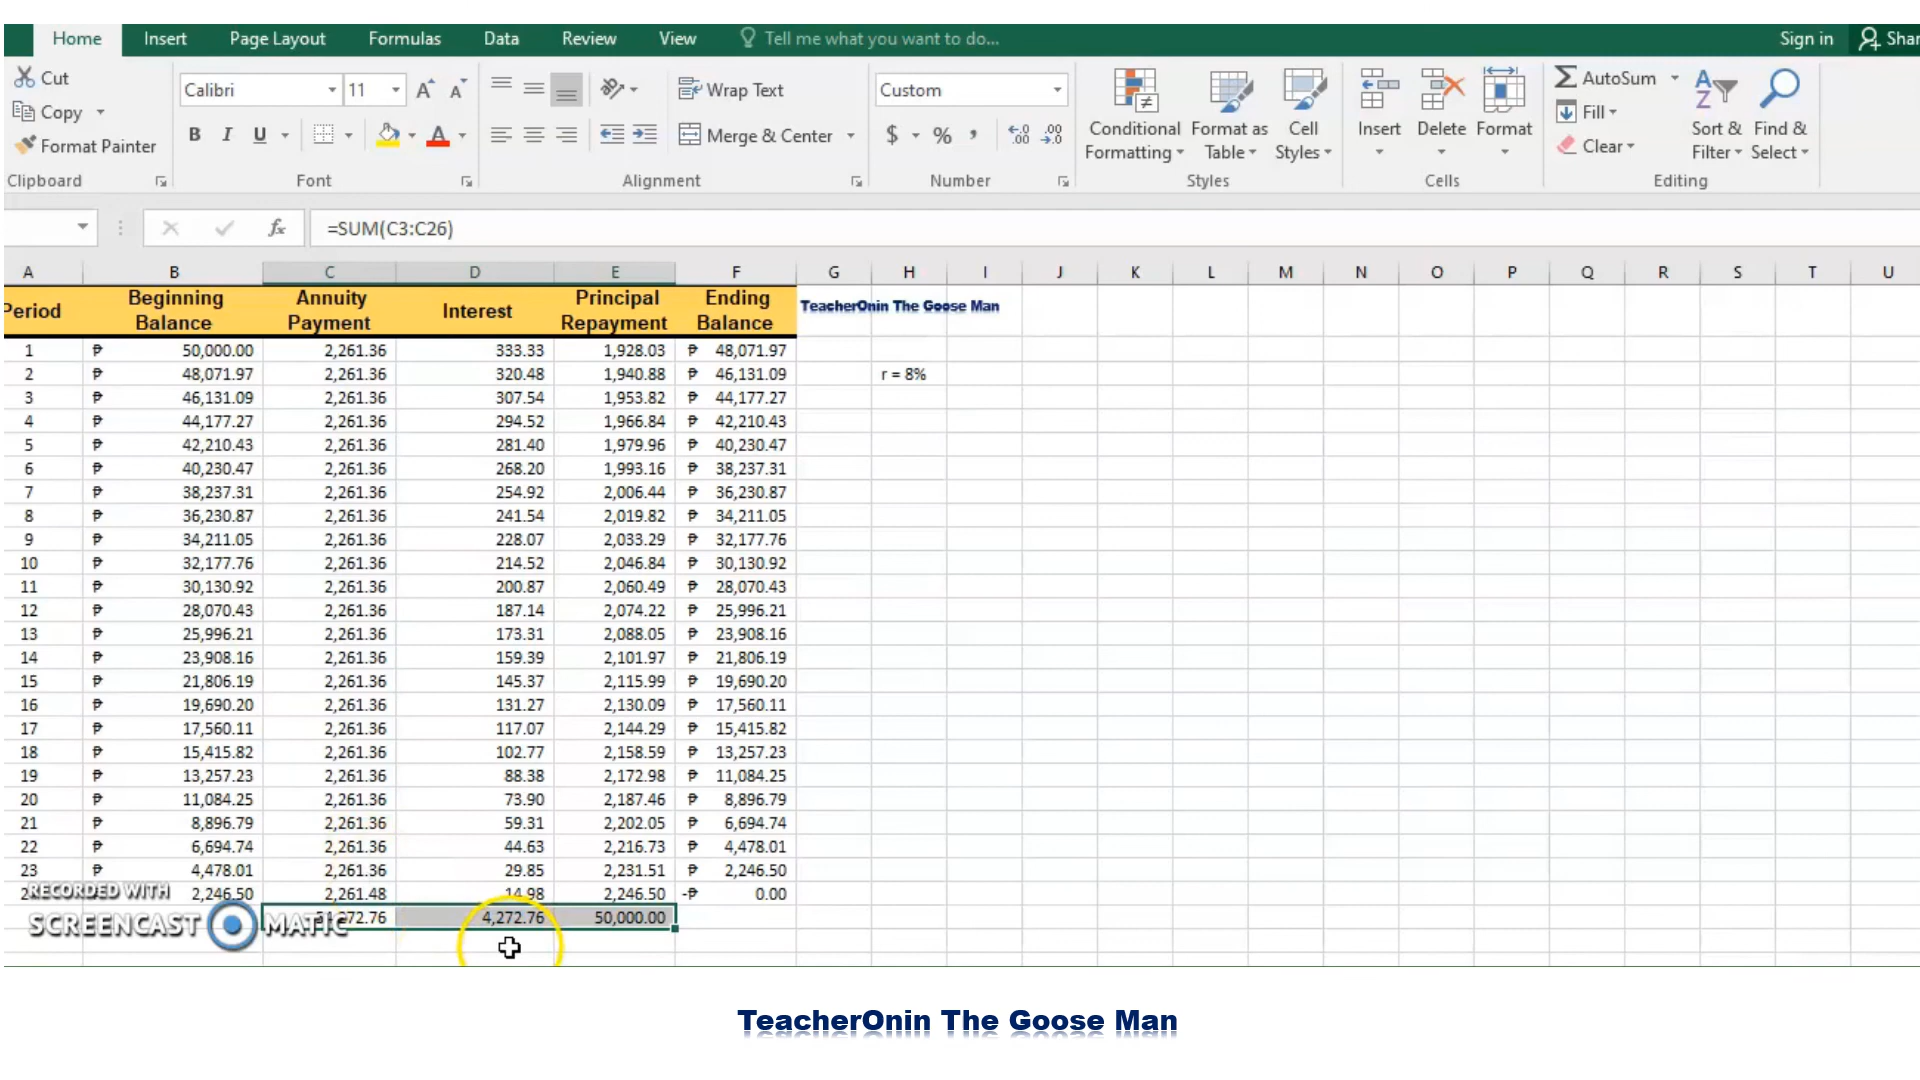 Home Insert Page Layout Formulas Data Review View Tell me what you want to do... Sign in Shar
Cut
Copy
Format Painter
Clipboard
Calibri 11
B I U A
Font
Wrap Text
Merge & Center
Alignment
Custom
$ % ,
Number
Conditional Formatting
Format as Table
Cell Styles
Styles
Insert Delete Format
Cells
AutoSum
Fill
Clear
Sort & Filter
Find & Select
Editing
fx =SUM(C3:C26)
A B C D E F G H I J K L M N O P Q R S T U
Period Beginning Balance Annuity Payment Interest Principal Repayment Ending Balance TeacherOnin The Goose Man
1 ₱ 50,000.00 2,261.36 333.33 1,928.03 ₱ 48,071.97
2 ₱ 48,071.97 2,261.36 320.48 1,940.88 ₱ 46,131.09 r = 8%
3 ₱ 46,131.09 2,261.36 307.54 1,953.82 ₱ 44,177.27
4 ₱ 44,177.27 2,261.36 294.52 1,966.84 ₱ 42,210.43
5 ₱ 42,210.43 2,261.36 281.40 1,979.96 ₱ 40,230.47
6 ₱ 40,230.47 2,261.36 268.20 1,993.16 ₱ 38,237.31
7 ₱ 38,237.31 2,261.36 254.92 2,006.44 ₱ 36,230.87
8 ₱ 36,230.87 2,261.36 241.54 2,019.82 ₱ 34,211.05
9 ₱ 34,211.05 2,261.36 228.07 2,033.29 ₱ 32,177.76
10 ₱ 32,177.76 2,261.36 214.52 2,046.84 ₱ 30,130.92
11 ₱ 30,130.92 2,261.36 200.87 2,060.49 ₱ 28,070.43
12 ₱ 28,070.43 2,261.36 187.14 2,074.22 ₱ 25,996.21
13 ₱ 25,996.21 2,261.36 173.31 2,088.05 ₱ 23,908.16
14 ₱ 23,908.16 2,261.36 159.39 2,101.97 ₱ 21,806.19
15 ₱ 21,806.19 2,261.36 145.37 2,115.99 ₱ 19,690.20
16 ₱ 19,690.20 2,261.36 131.27 2,130.09 ₱ 17,560.11
17 ₱ 17,560.11 2,261.36 117.07 2,144.29 ₱ 15,415.82
18 ₱ 15,415.82 2,261.36 102.77 2,158.59 ₱ 13,257.23
19 ₱ 13,257.23 2,261.36 88.38 2,172.98 ₱ 11,084.25
20 ₱ 11,084.25 2,261.36 73.90 2,187.46 ₱ 8,896.79
21 ₱ 8,896.79 2,261.36 59.31 2,202.05 ₱ 6,694.74
22 ₱ 6,694.74 2,261.36 44.63 2,216.73 ₱ 4,478.01
23 ₱ 4,478.01 2,261.36 29.85 2,231.51 ₱ 2,246.50
2,246.50 2,261.48 14.98 2,246.50 -₱ 0.00
4,272.76 50,000.00
RECORDED WITH
SCREENCAST MATIC
TeacherOnin The Goose Man